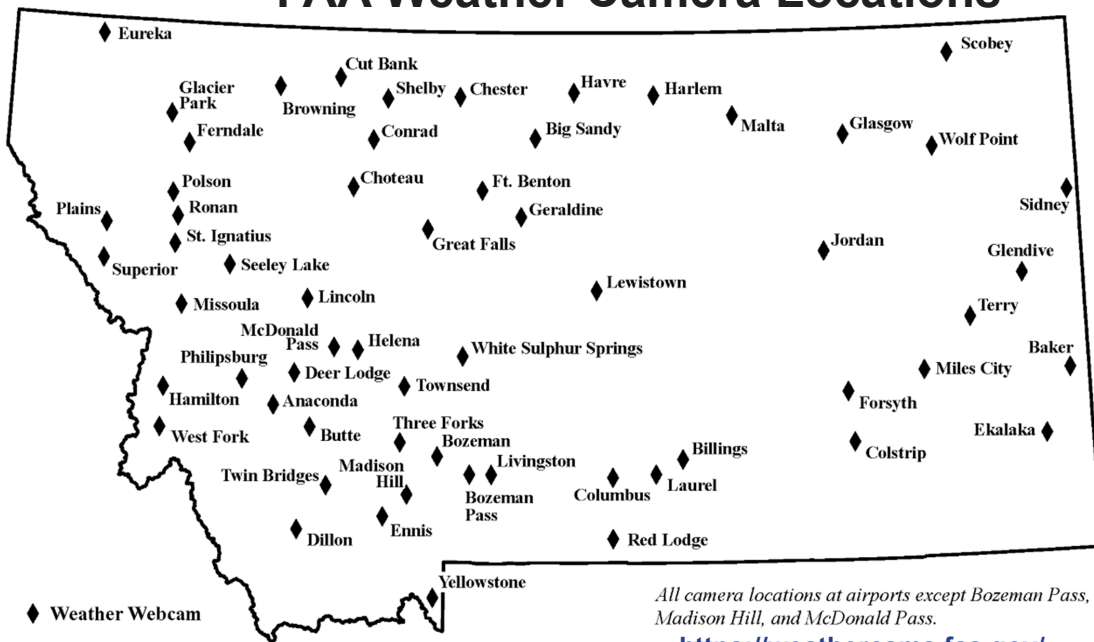 FAA Weather Camera Locations
Eureka
Scobey
Cut Bank
Glacier
Park
Browning
Shelby
Chester
Havre
Harlem
Malta
Glasgow
Wolf Point
Ferndale
Conrad
Big Sandy
Polson
Choteau
Ft. Benton
Sidney
Plains
Ronan
Geraldine
St. Ignatius
Great Falls
Jordan
Glendive
Superior
Seeley Lake
Lewistown
Missoula
Lincoln
Terry
McDonald
Pass
Helena
White Sulphur Springs
Baker
Philipsburg
Deer Lodge
Townsend
Miles City
Hamilton
Anaconda
Forsyth
West Fork
Butte
Three Forks
Bozeman
Ekalaka
Colstrip
Billings
Livingston
Twin Bridges
Madison
Hill
Bozeman
Pass
Columbus
Laurel
Dillon
Ennis
Red Lodge
Yellowstone
Weather Webcam
All camera locations at airports except Bozeman Pass,
Madison Hill, and McDonald Pass.
https://weathercams.faa.gov/